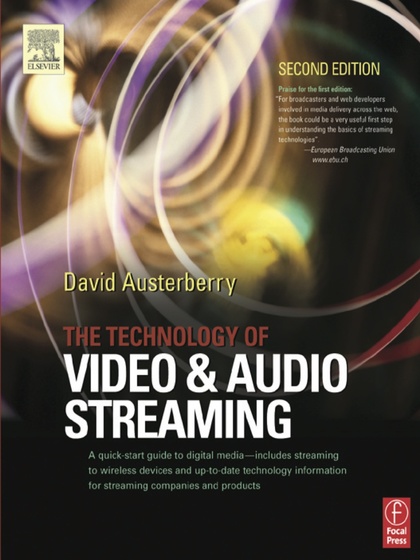 ELSEVIER
SECOND EDITION
Praise for the first edition:
"For broadcasters and web developers
involved in media delivery across the web,
the book could be a very useful first step
in understanding the basics of streaming
technologies".
—European Broadcasting Union
www.ebu.ch
David Austerberry
THE TECHNOLOGY OF
VIDEO & AUDIO
STREAMING
A quick-start guide to digital media—includes streaming
to wireless devices and up-to-date technology information
for streaming companies and products
f
Focal
Press